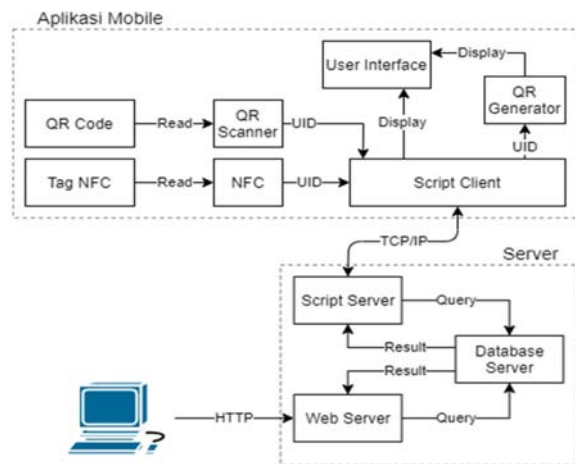 Aplikasi Mobile
User Interface
Display
QR
Generator
Display
UID
QR Code
Read
QR
Scanner
UID
Tag NFC
Read
NFC
UID
Script Client
TCP/IP
Server
Script Server
Query
Result
Database
Server
Result
HTTP
Web Server
Query